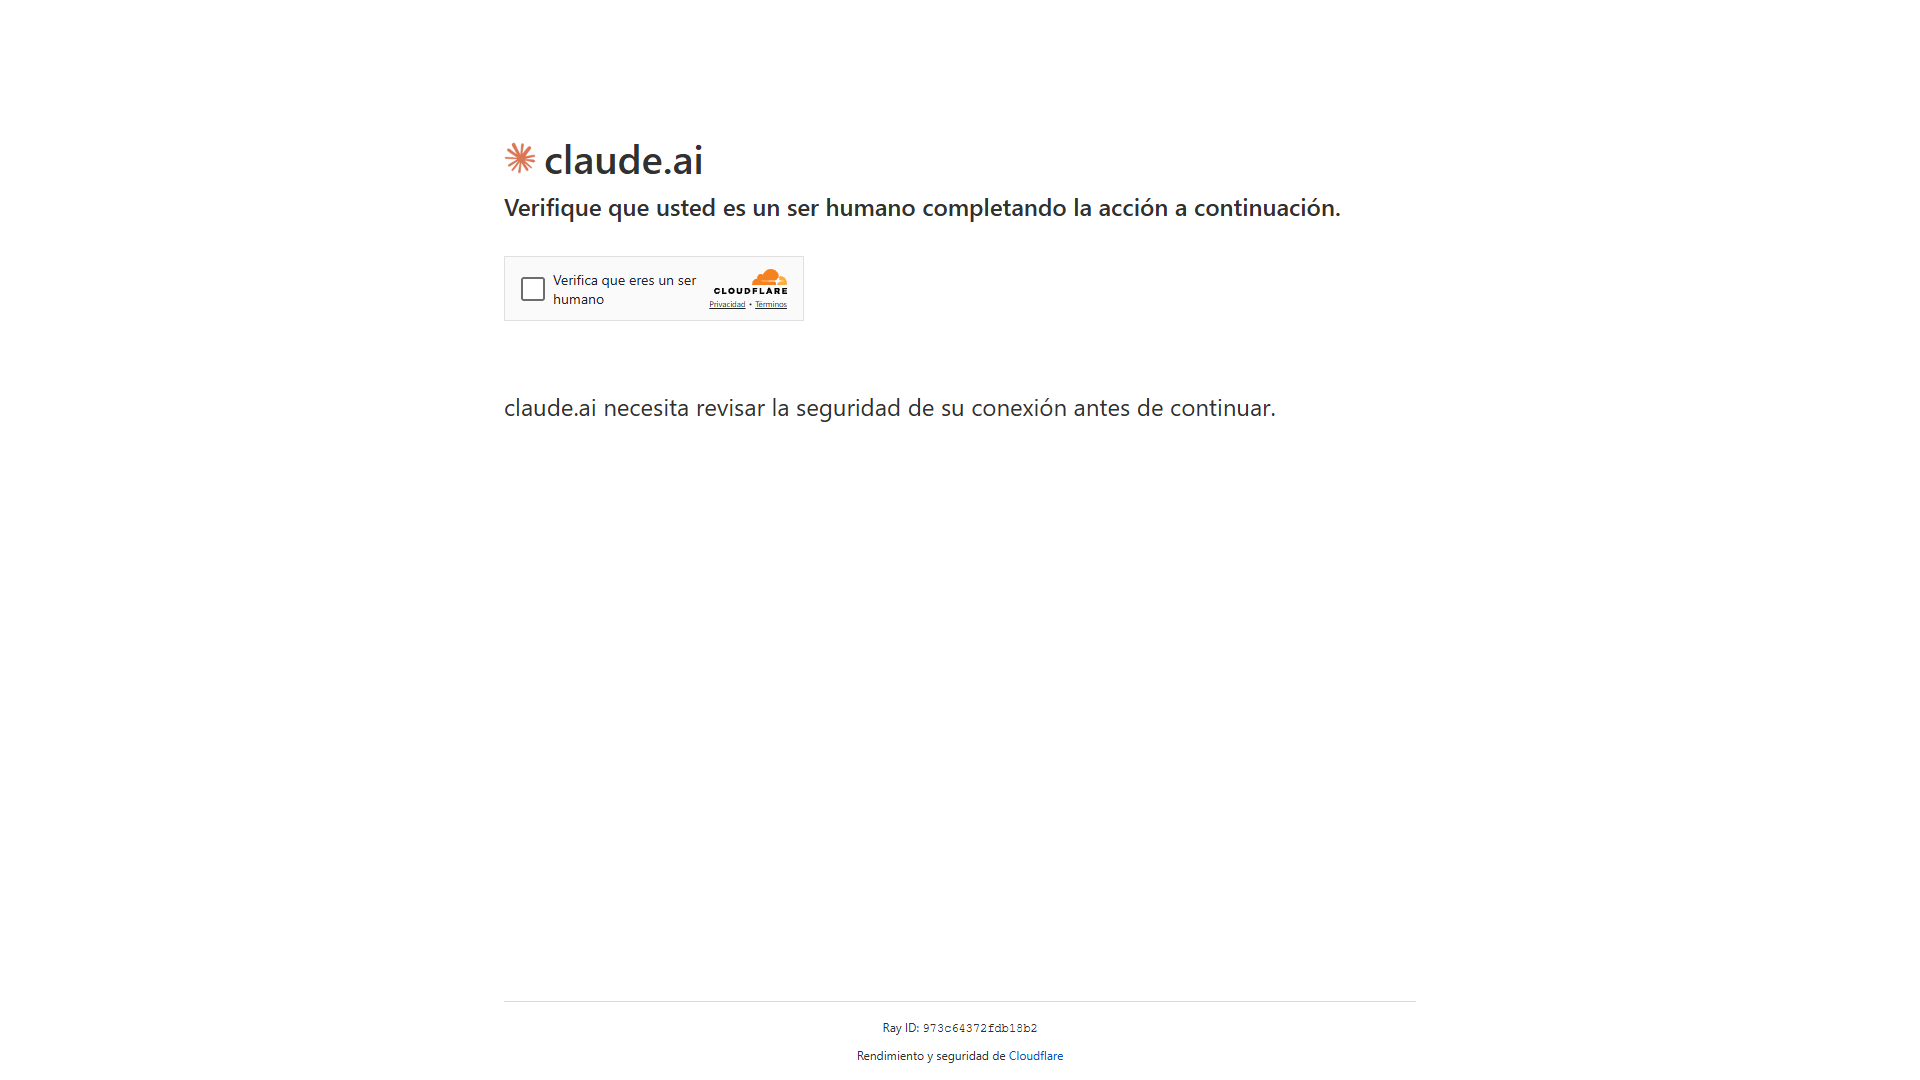 claude.ai
Verifique que usted es un ser humano completando la acción a continuación.
Verifica que eres un ser
humano
CLOUDFLARE
Privacidad • Términos
claude.ai necesita revisar la seguridad de su conexión antes de continuar.
Ray ID: 973c64372fdb18b2
Rendimiento y seguridad de Cloudflare